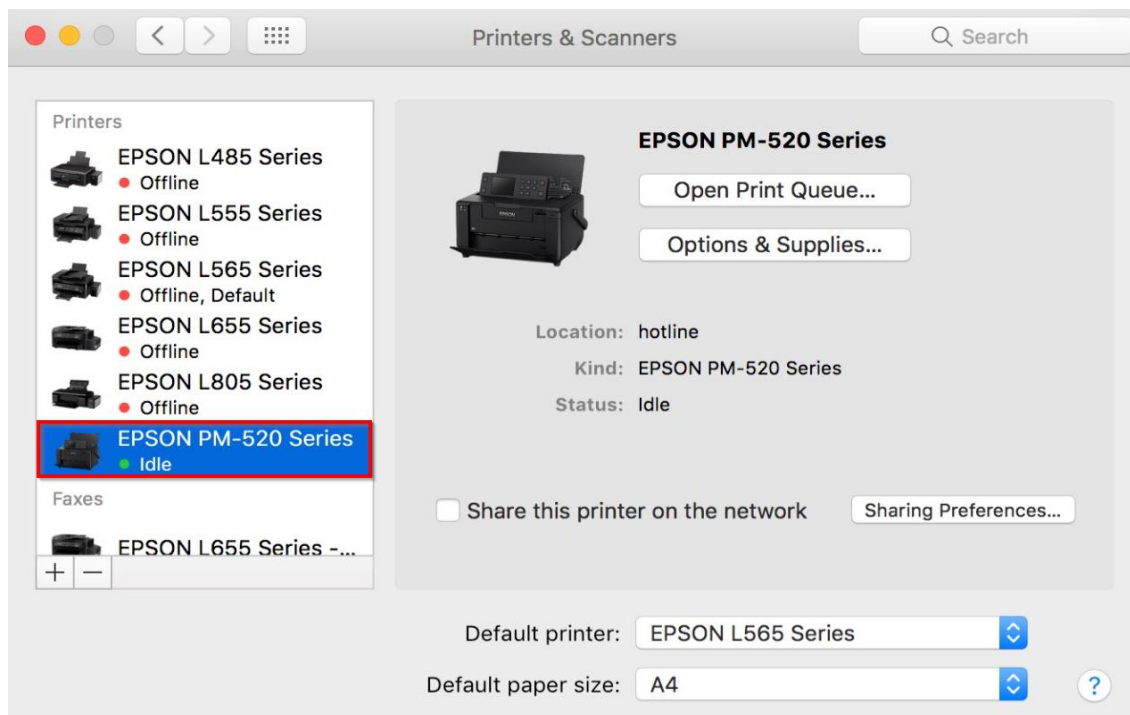 Printers & Scanners
Search
Printers
EPSON L485 Series
Offline
EPSON L555 Series
Offline
EPSON L565 Series
Offline, Default
EPSON L655 Series
Offline
EPSON L805 Series
Offline
EPSON PM-520 Series
Idle
Faxes
EPSON L655 Series -...
+ −
EPSON PM-520 Series
Open Print Queue...
Options & Supplies...
EPSON
Location: hotline
Kind: EPSON PM-520 Series
Status: Idle
Share this printer on the network
Sharing Preferences...
Default printer: EPSON L565 Series
Default paper size: A4
?